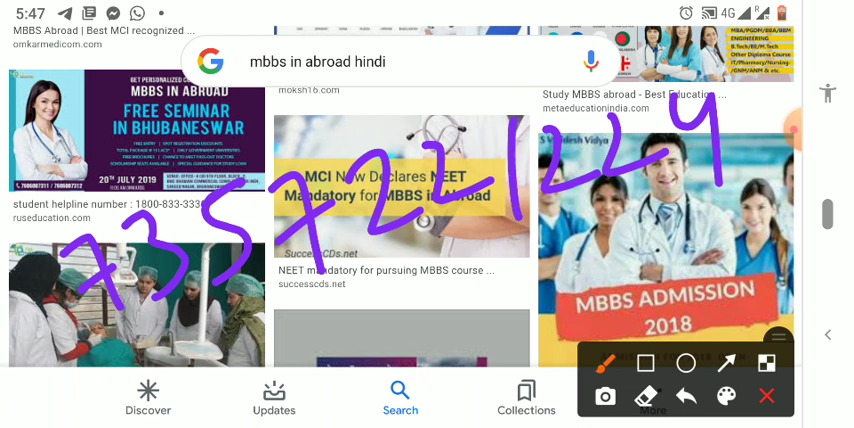 5:47
4G
MBBS Abroad | Best MCI recognized ...
omkarmedicom.com
mbbs in abroad hindi
moksh16.com
MBA/PGDM/BBA/BBM
ENGINEERING
B.Tech/BE/M.Tech
Other Diploma Course
IT/Pharmacy/Nursing
/GNM/ANM & etc.
Study MBBS abroad - Best Education ...
metaeducationindia.com
MBBS IN ABROAD
FREE SEMINAR
IN BHUBANESWAR
20TH JULY 2019
student helpline number : 1800-833-333
ruseducation.com
MCI Now Declares NEET
Mandatory for MBBS in Abroad
SuccessCDs.net
NEET mandatory for pursuing MBBS course ...
successcds.net
MBBS ADMISSION
2018
7357221224
Discover
Updates
Search
Collections
More